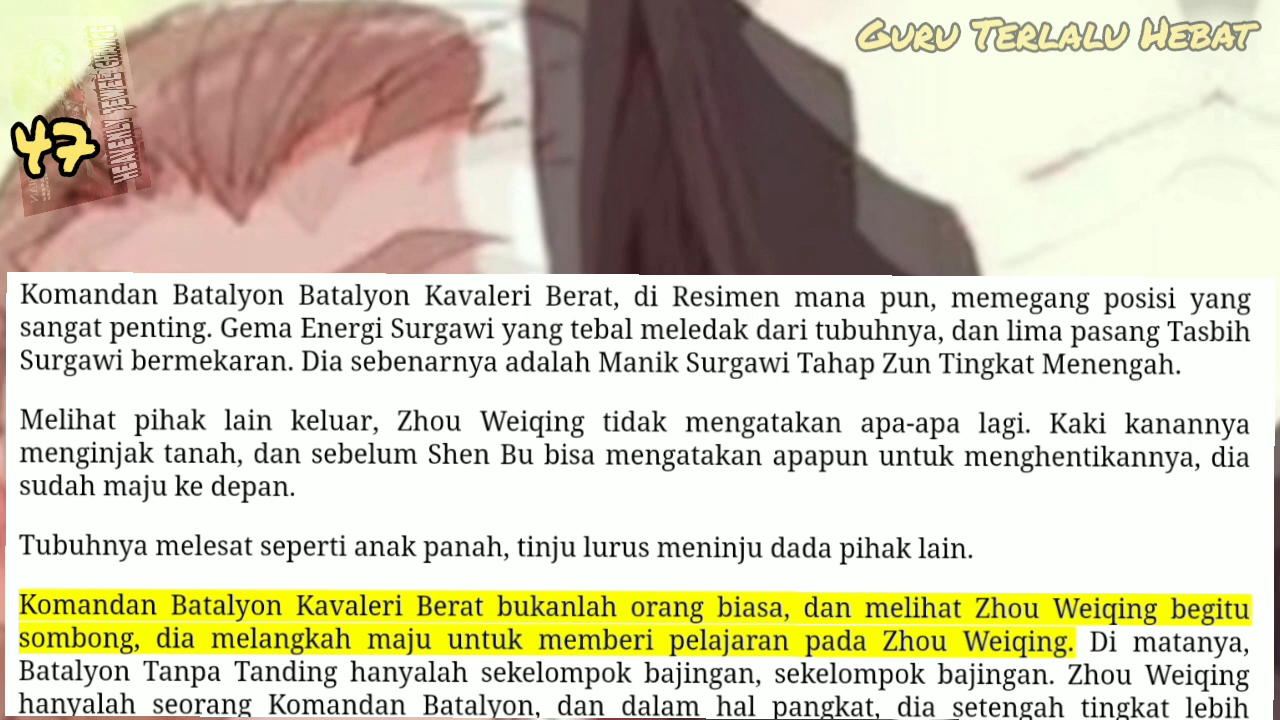 Guru Terlalu Hebat
47
HEAVENLY JEWEL CHANGE
Komandan Batalyon Batalyon Kavaleri Berat, di Resimen mana pun, memegang posisi yang
sangat penting. Gema Energi Surgawi yang tebal meledak dari tubuhnya, dan lima pasang Tasbih
Surgawi bermekaran. Dia sebenarnya adalah Manik Surgawi Tahap Zun Tingkat Menengah.
Melihat pihak lain keluar, Zhou Weiqing tidak mengatakan apa-apa lagi. Kaki kanannya
menginjak tanah, dan sebelum Shen Bu bisa mengatakan apapun untuk menghentikannya, dia
sudah maju ke depan.
Tubuhnya melesat seperti anak panah, tinju lurus meninju dada pihak lain.
Komandan Batalyon Kavaleri Berat bukanlah orang biasa, dan melihat Zhou Weiqing begitu
sombong, dia melangkah maju untuk memberi pelajaran pada Zhou Weiqing. Di matanya,
Batalyon Tanpa Tanding hanyalah sekelompok bajingan, sekelompok bajingan. Zhou Weiqing
hanyalah seorang Komandan Batalyon, dan dalam hal pangkat, dia setengah tingkat lebih